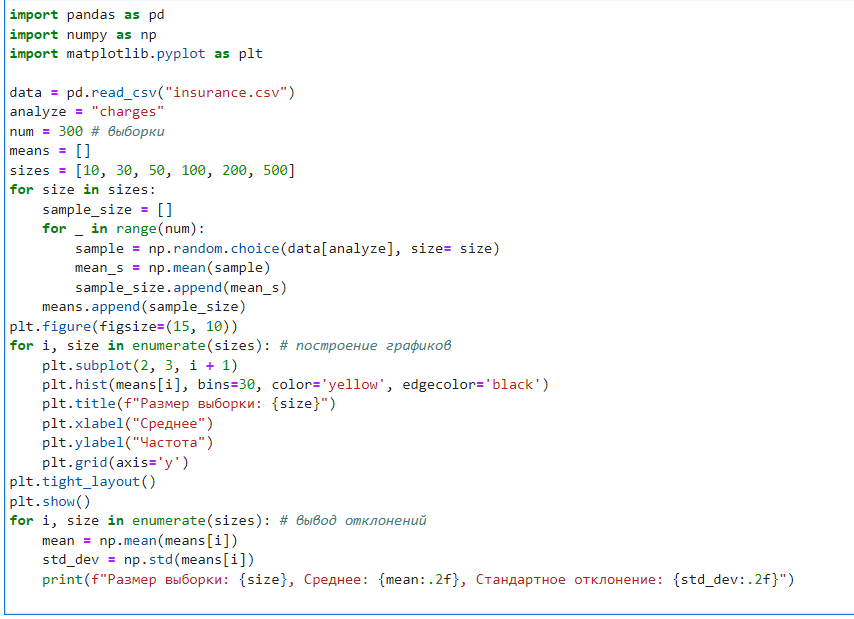 import pandas as pd
import numpy as np
import matplotlib.pyplot as plt

data = pd.read_csv("insurance.csv")
analyze = "charges"
num = 300 # выборки
means = []
sizes = [10, 30, 50, 100, 200, 500]
for size in sizes:
    sample_size = []
    for _ in range(num):
        sample = np.random.choice(data[analyze], size= size)
        mean_s = np.mean(sample)
        sample_size.append(mean_s)
    means.append(sample_size)
plt.figure(figsize=(15, 10))
for i, size in enumerate(sizes): # построение графиков
    plt.subplot(2, 3, i + 1)
    plt.hist(means[i], bins=30, color='yellow', edgecolor='black')
    plt.title(f"Размер выборки: {size}")
    plt.xlabel("Среднее")
    plt.ylabel("Частота")
    plt.grid(axis='y')
plt.tight_layout()
plt.show()
for i, size in enumerate(sizes): # вывод отклонений
    mean = np.mean(means[i])
    std_dev = np.std(means[i])
    print(f"Размер выборки: {size}, Среднее: {mean:.2f}, Стандартное отклонение: {std_dev:.2f}")